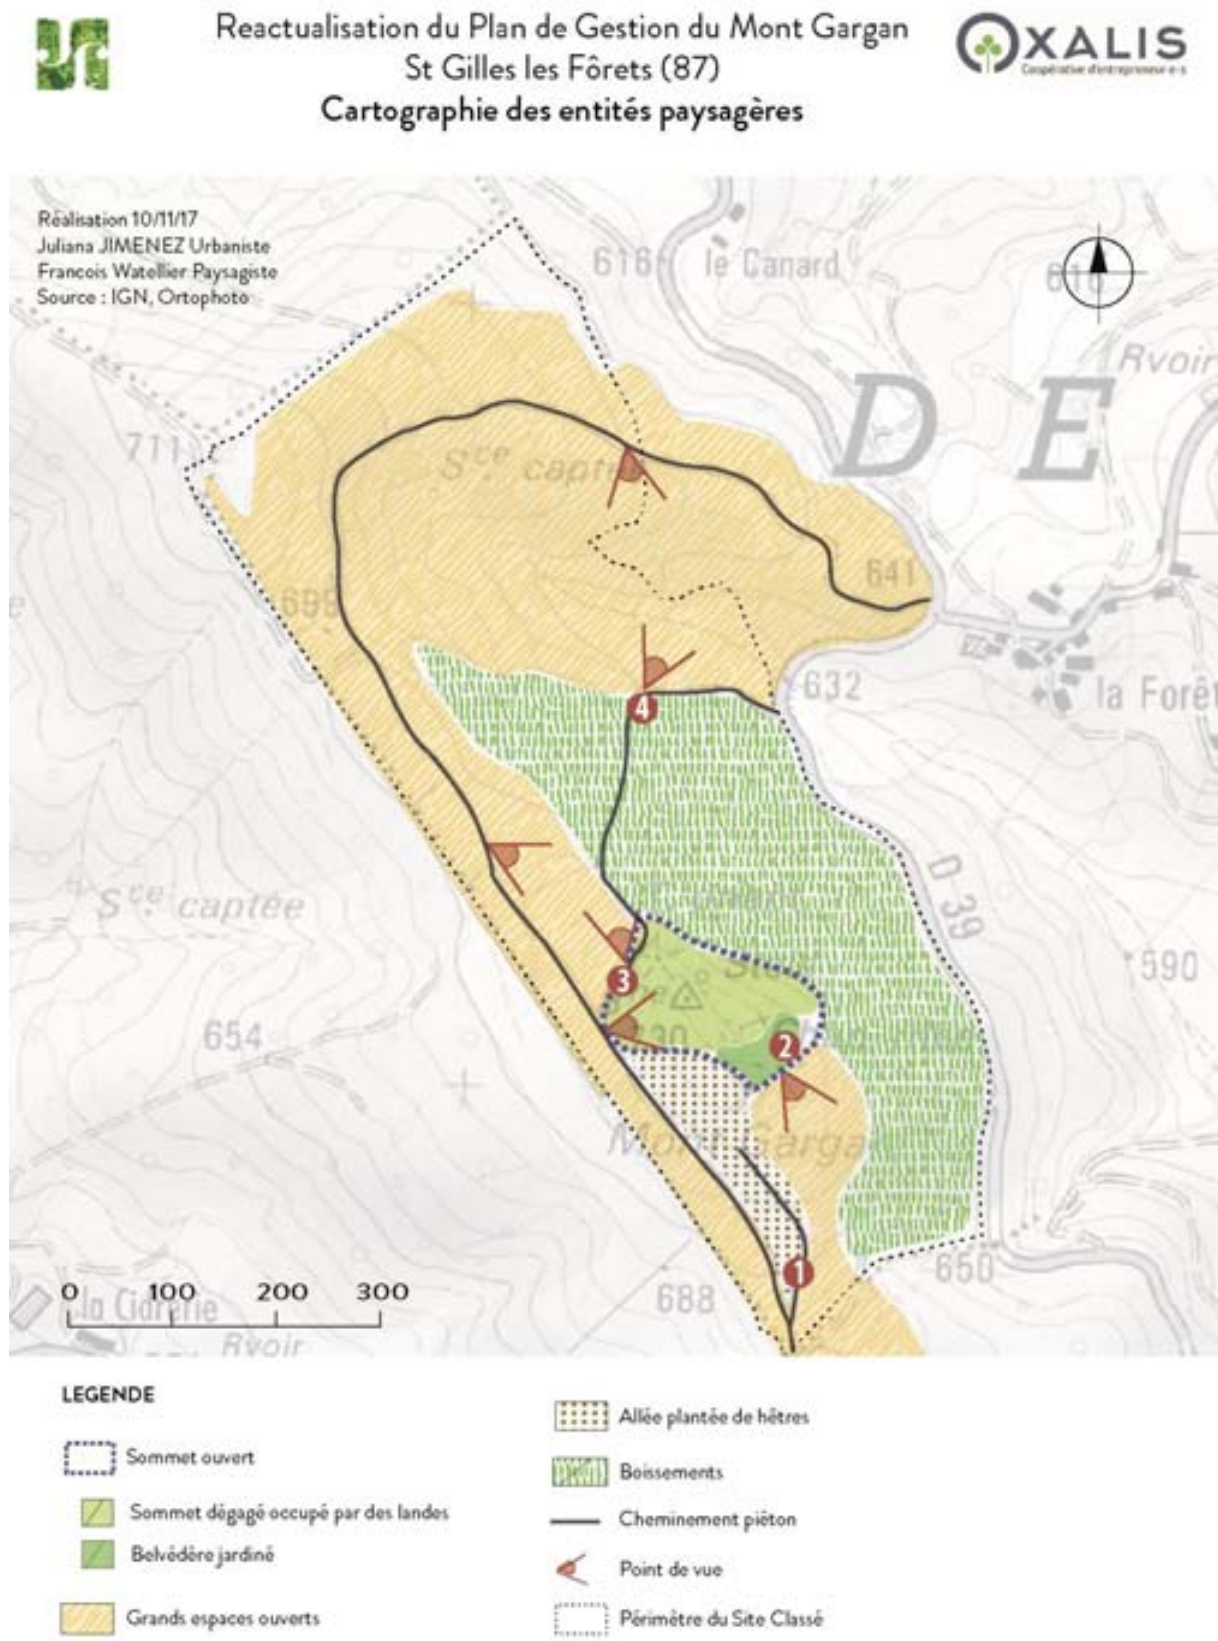 Reactualisation du Plan de Gestion du Mont Gargan
St Gilles les Fôrets (87)
Cartographie des entités paysagères
OXALIS
Coopérative d'entrepreneur·e·s
Réalisation 10/11/17
Juliana JIMENEZ Urbaniste
Francois Watellier Paysagiste
Source : IGN, Ortophoto
616
le Canard
616
Rvoir
D E
711
Sce captée
641
699
632
la Forêt
4
D 39
Sce captée
590
3
654
2
Mont Gargan
1
650
688
0 100 200 300
la Cidrerie
Rvoir
LEGENDE
Sommet ouvert
Sommet dégagé occupé par des landes
Belvédère jardiné
Grands espaces ouverts
Allée plantée de hêtres
Boissements
Cheminement piéton
Point de vue
Périmètre du Site Classé